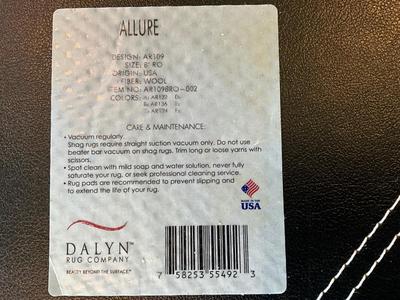 ALLURE
DESIGN: AR109
SIZE: 8' RO
ORIGIN: USA
FIBER: WOOL
ITEM NO: AR1098RO-002
COLORS:
CARE & MAINTENANCE:
• Vacuum regularly.
Shag rugs require straight suction vacuum only. Do not use
beater bar vacuum on shag rugs. Trim long or loose yarns with
scissors.
• Spot clean with mild soap and water solution, never fully
saturate your rug, or seek professional cleaning service.
• Rug pads are recommended to prevent slipping and
to extend the life of your rug.
MADE IN THE
USA
DALYN™
RUG COMPANY
BEAUTY BEYOND THE SURFACE™
7 58253 55492 3